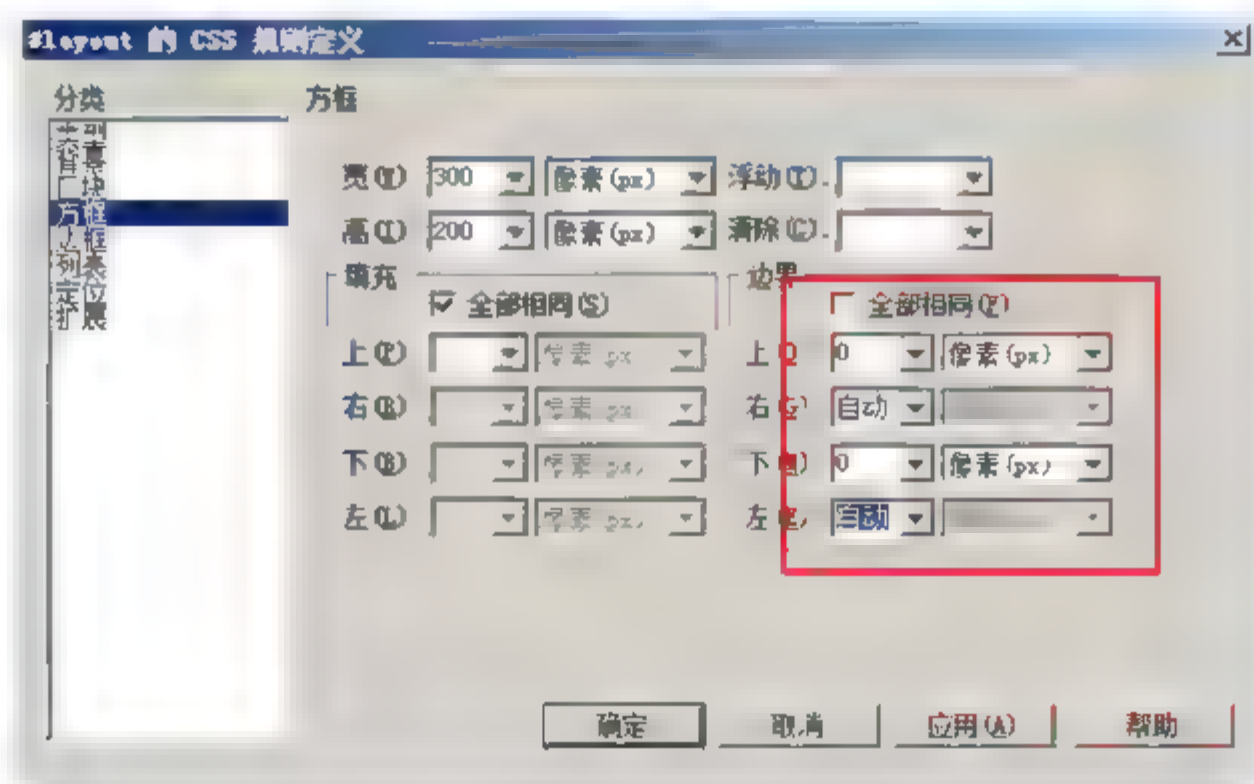 #layout 的 CSS 规则定义
分类
方框
类型
背景
区块
方框
边框
列表
定位
扩展
宽(W) 300 像素(px) 浮动(T).
高(H) 200 像素(px) 清除(C).
填充
边界
全部相同(S)
全部相同(F)
上(P) 像素(px) 上 0 像素(px)
右(R) 像素(px) 右(G) 自动
下(B) 像素(px) 下 0 像素(px)
左(L) 像素(px) 左 自动
确定
取消
应用(A)
帮助